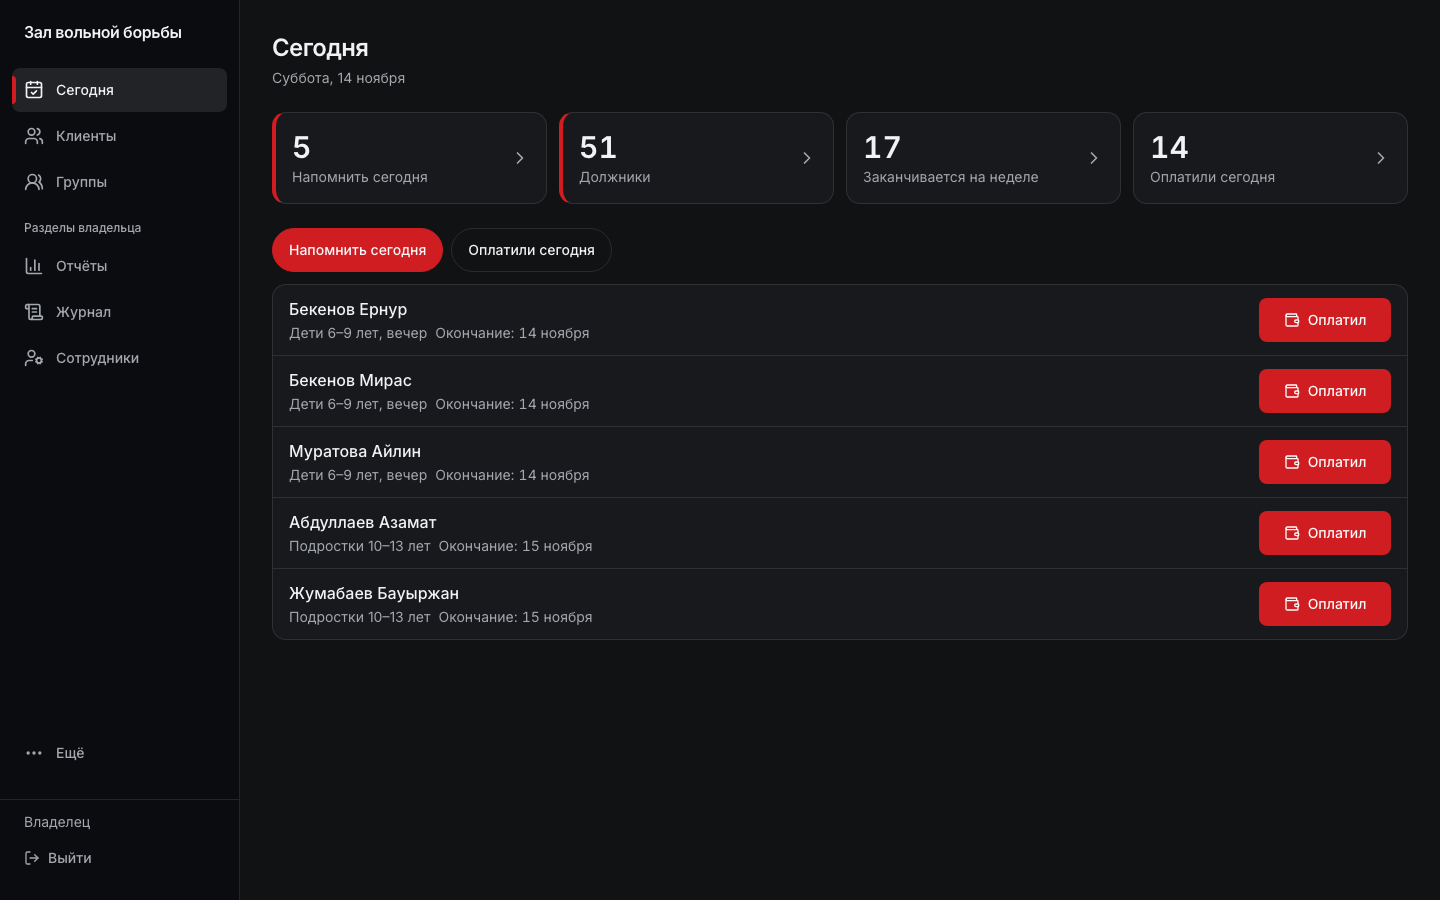 Зал вольной борьбы
Сегодня
Клиенты
Группы
Разделы владельца
Отчёты
Журнал
Сотрудники
Ещё
Владелец
Выйти
Сегодня
Суббота, 14 ноября
5
Напомнить сегодня
51
Должники
17
Заканчивается на неделе
14
Оплатили сегодня
Напомнить сегодня
Оплатили сегодня
Бекенов Ернур
Дети 6–9 лет, вечер Окончание: 14 ноября
Оплатил
Бекенов Мирас
Дети 6–9 лет, вечер Окончание: 14 ноября
Оплатил
Муратова Айлин
Дети 6–9 лет, вечер Окончание: 14 ноября
Оплатил
Абдуллаев Азамат
Подростки 10–13 лет Окончание: 15 ноября
Оплатил
Жумабаев Бауыржан
Подростки 10–13 лет Окончание: 15 ноября
Оплатил